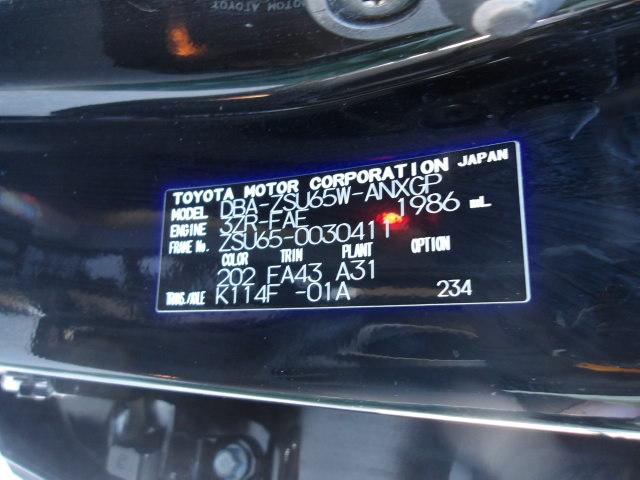 TOYOTA MOTOR CORPORATION JAPAN
MODEL DBA-ZSU65W-ANXGP
ENGINE 3ZR-FAE 1986 mL
FRAME No. ZSU65-0030411
COLOR TRIM PLANT OPTION
202 FA43 A31
TRANS./AXLE K114F -01A 234